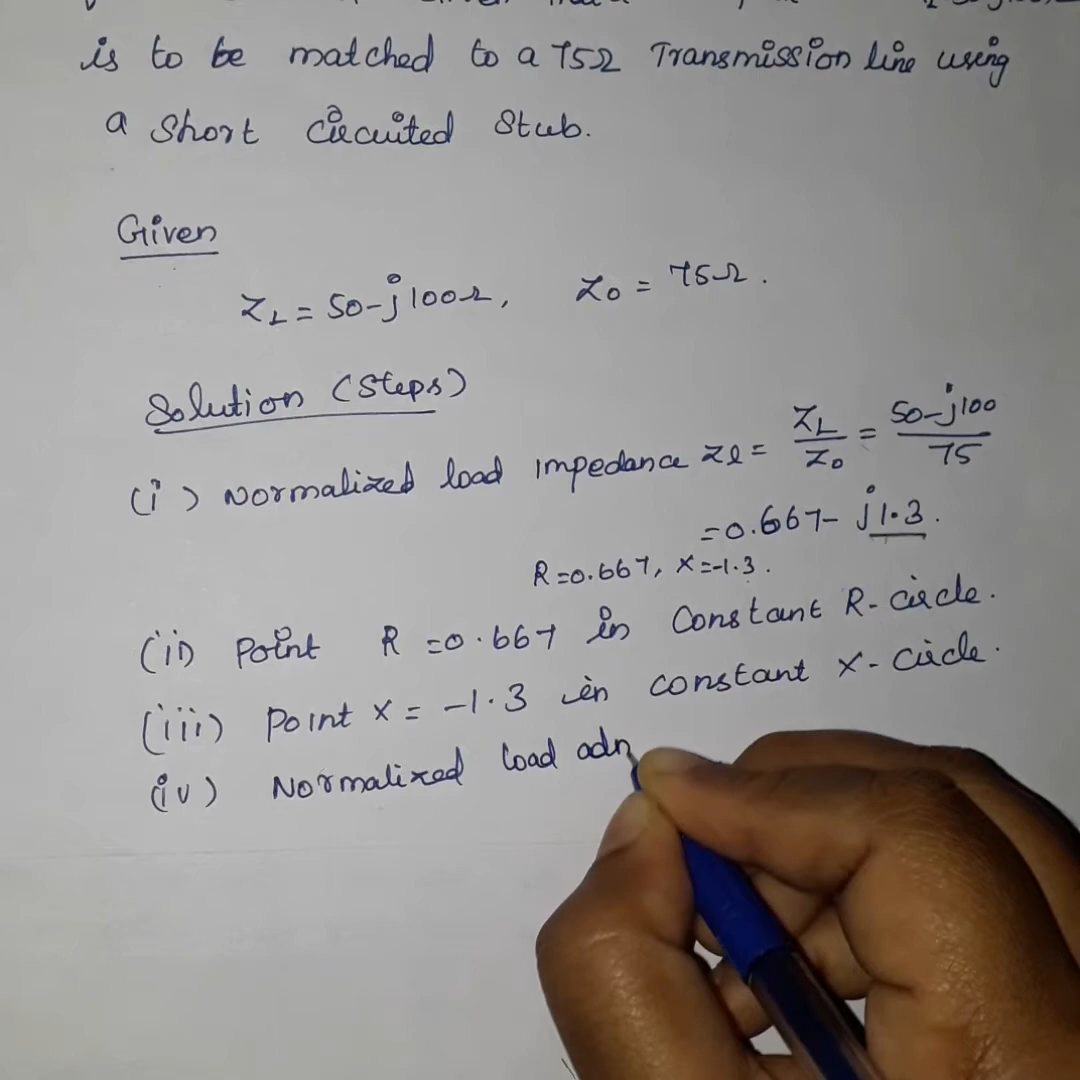 is to be matched to a 75Ω Transmission line using
a short circuited stub.
Given
ZL = 50-j100Ω, Z0 = 75Ω.
Solution (Steps)
(i) Normalized load impedance zl = ZL/Z0 = 50-j100/75
=0.667- j1.3.
R=0.667, X=-1.3.
(ii) Point R =0.667 in Constant R-circle.
(iii) Point X = -1.3 in constant X-circle.
(iv) Normalized load adn